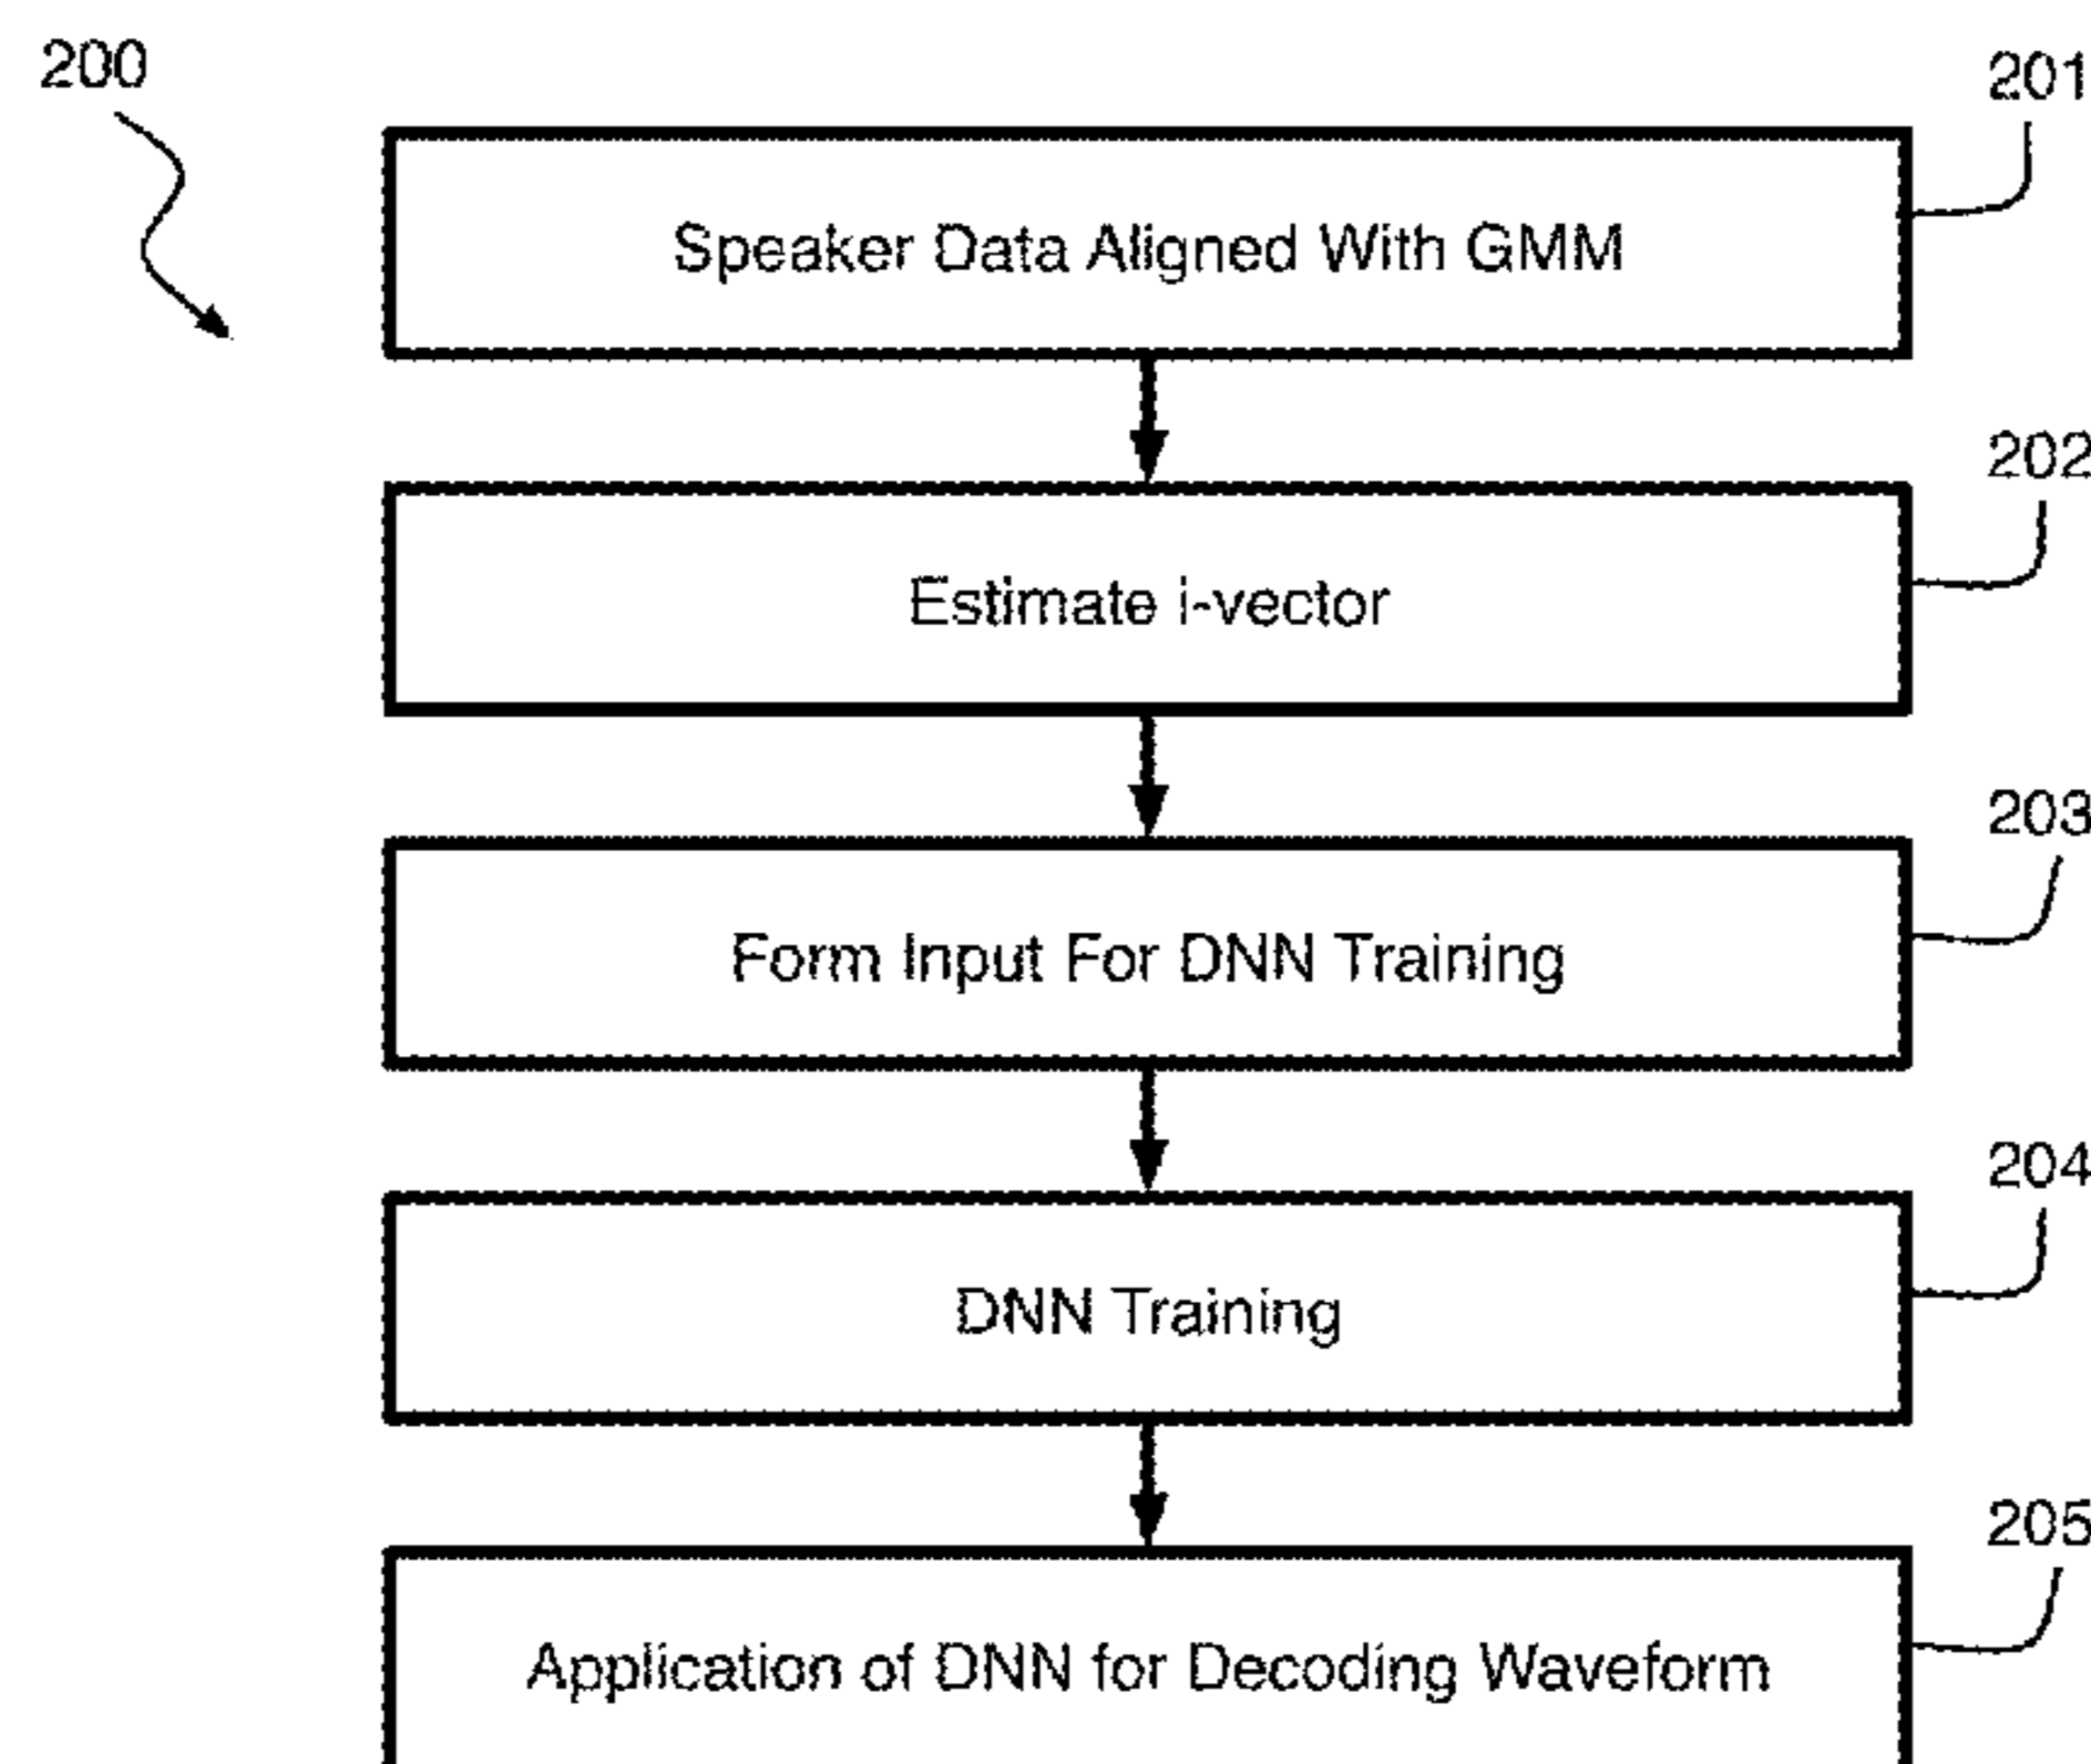 200
201
Speaker Data Aligned With GMM
202
Estimate i-vector
203
Form Input For DNN Training
204
DNN Training
205
Application of DNN for Decoding Waveform